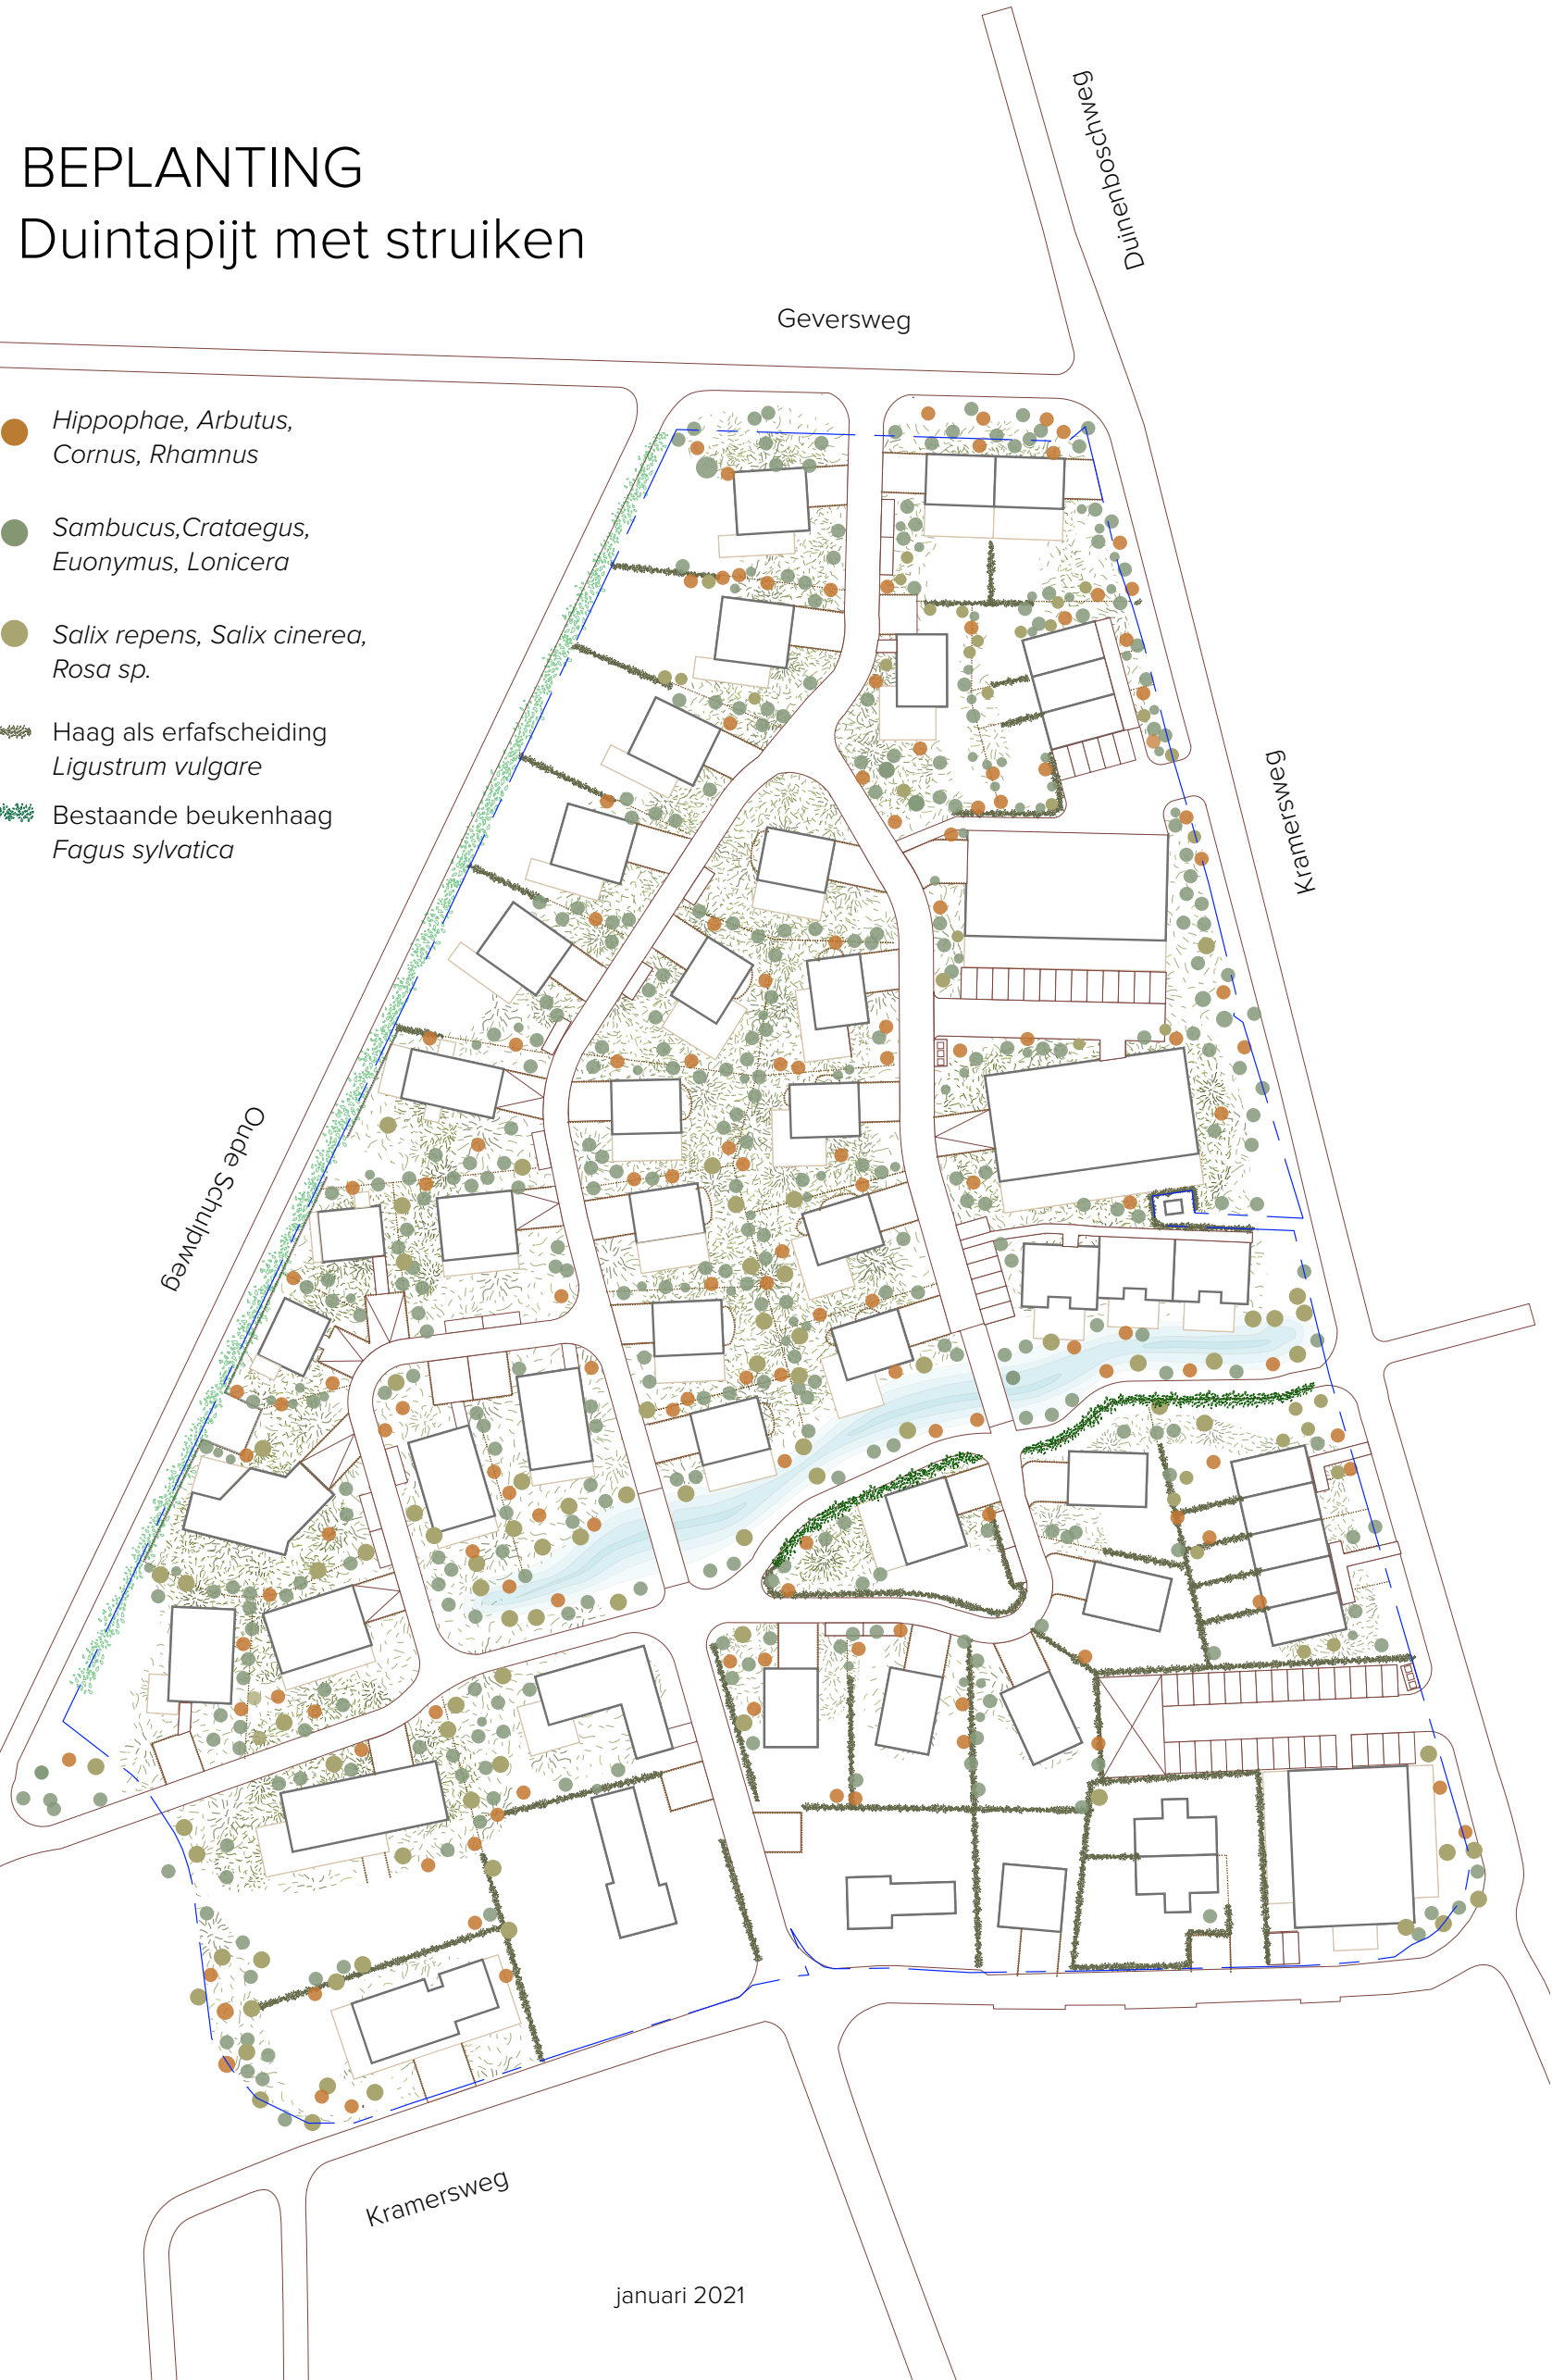 BEPLANTING
Duintapijt met struiken
Duinenboschweg
Geversweg
Hippophae, Arbutus,
Cornus, Rhamnus
Sambucus,Crataegus,
Euonymus, Lonicera
Salix repens, Salix cinerea,
Rosa sp.
Haag als erfafscheiding
Ligustrum vulgare
Bestaande beukenhaag
Fagus sylvatica
Kramersweg
Oude Schulpweg
Kramersweg
januari 2021